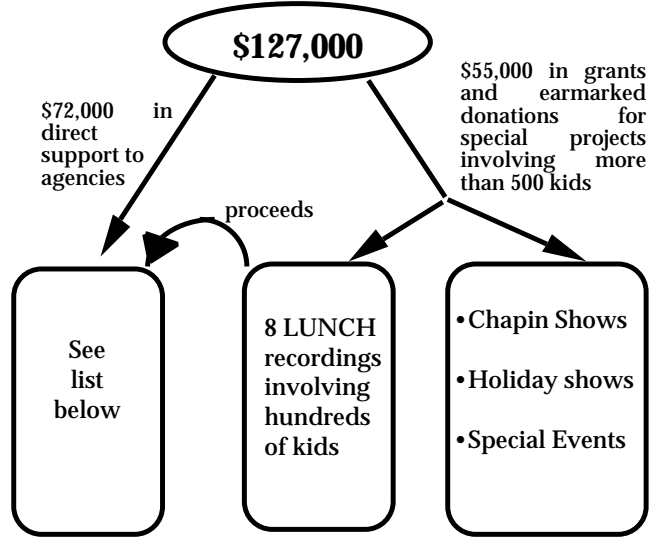 $127,000
$72,000 in
direct
support to
agencies
$55,000 in grants
and earmarked
donations for
special projects
involving more
than 500 kids
proceeds
See
list
below
8 LUNCH
recordings
involving
hundreds
of kids
•Chapin Shows
•Holiday shows
•Special Events